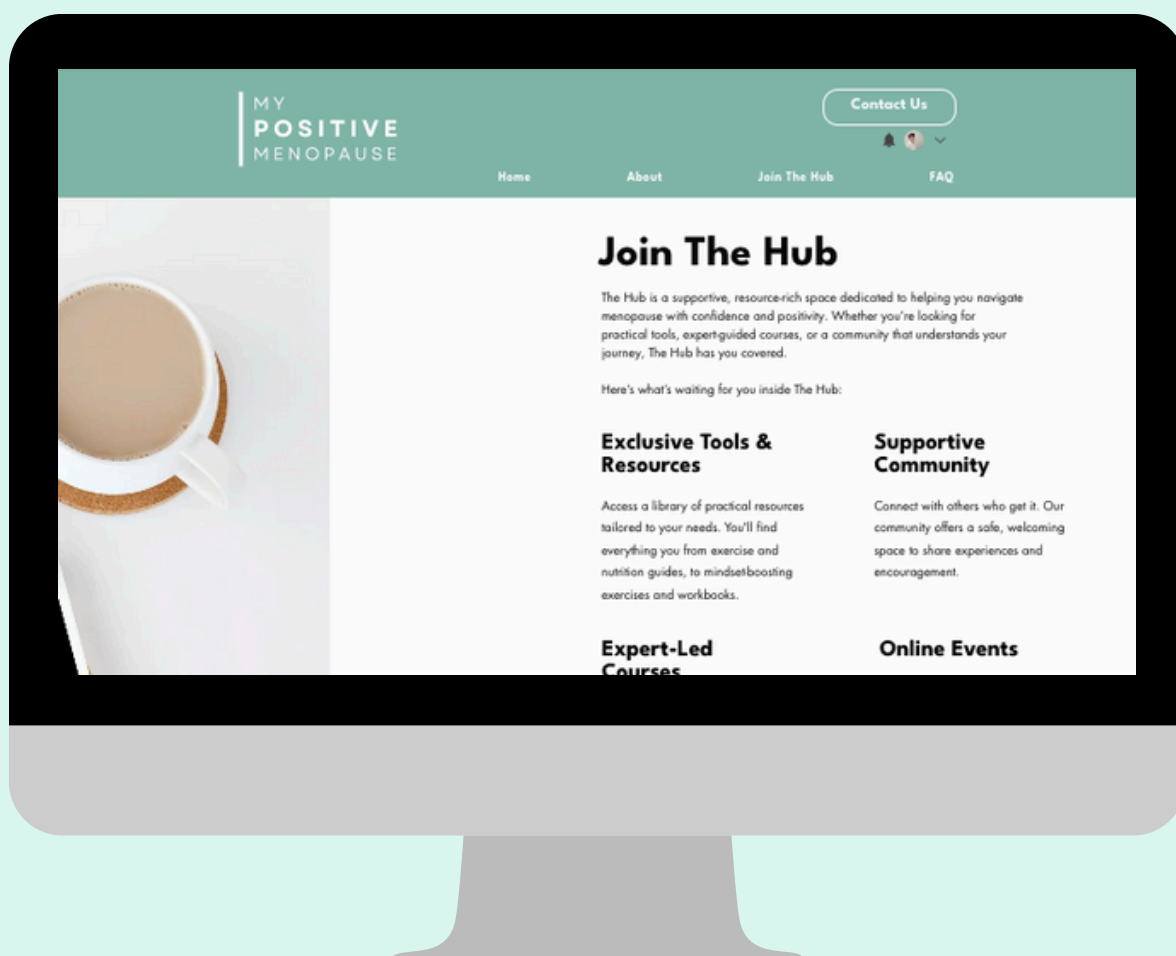 MY
POSITIVE
MENOPAUSE
Contact Us
Home About Join The Hub FAQ
Join The Hub
The Hub is a supportive, resource-rich space dedicated to helping you navigate
menopause with confidence and positivity. Whether you're looking for
practical tools, expert-guided courses, or a community that understands your
journey, The Hub has you covered.
Here's what's waiting for you inside The Hub:
Exclusive Tools &
Resources
Access a library of practical resources
tailored to your needs. You'll find
everything you from exercise and
nutrition guides, to mindset-boosting
exercises and workbooks.
Supportive
Community
Connect with others who get it. Our
community offers a safe, welcoming
space to share experiences and
encouragement.
Expert-Led
Courses
Online Events